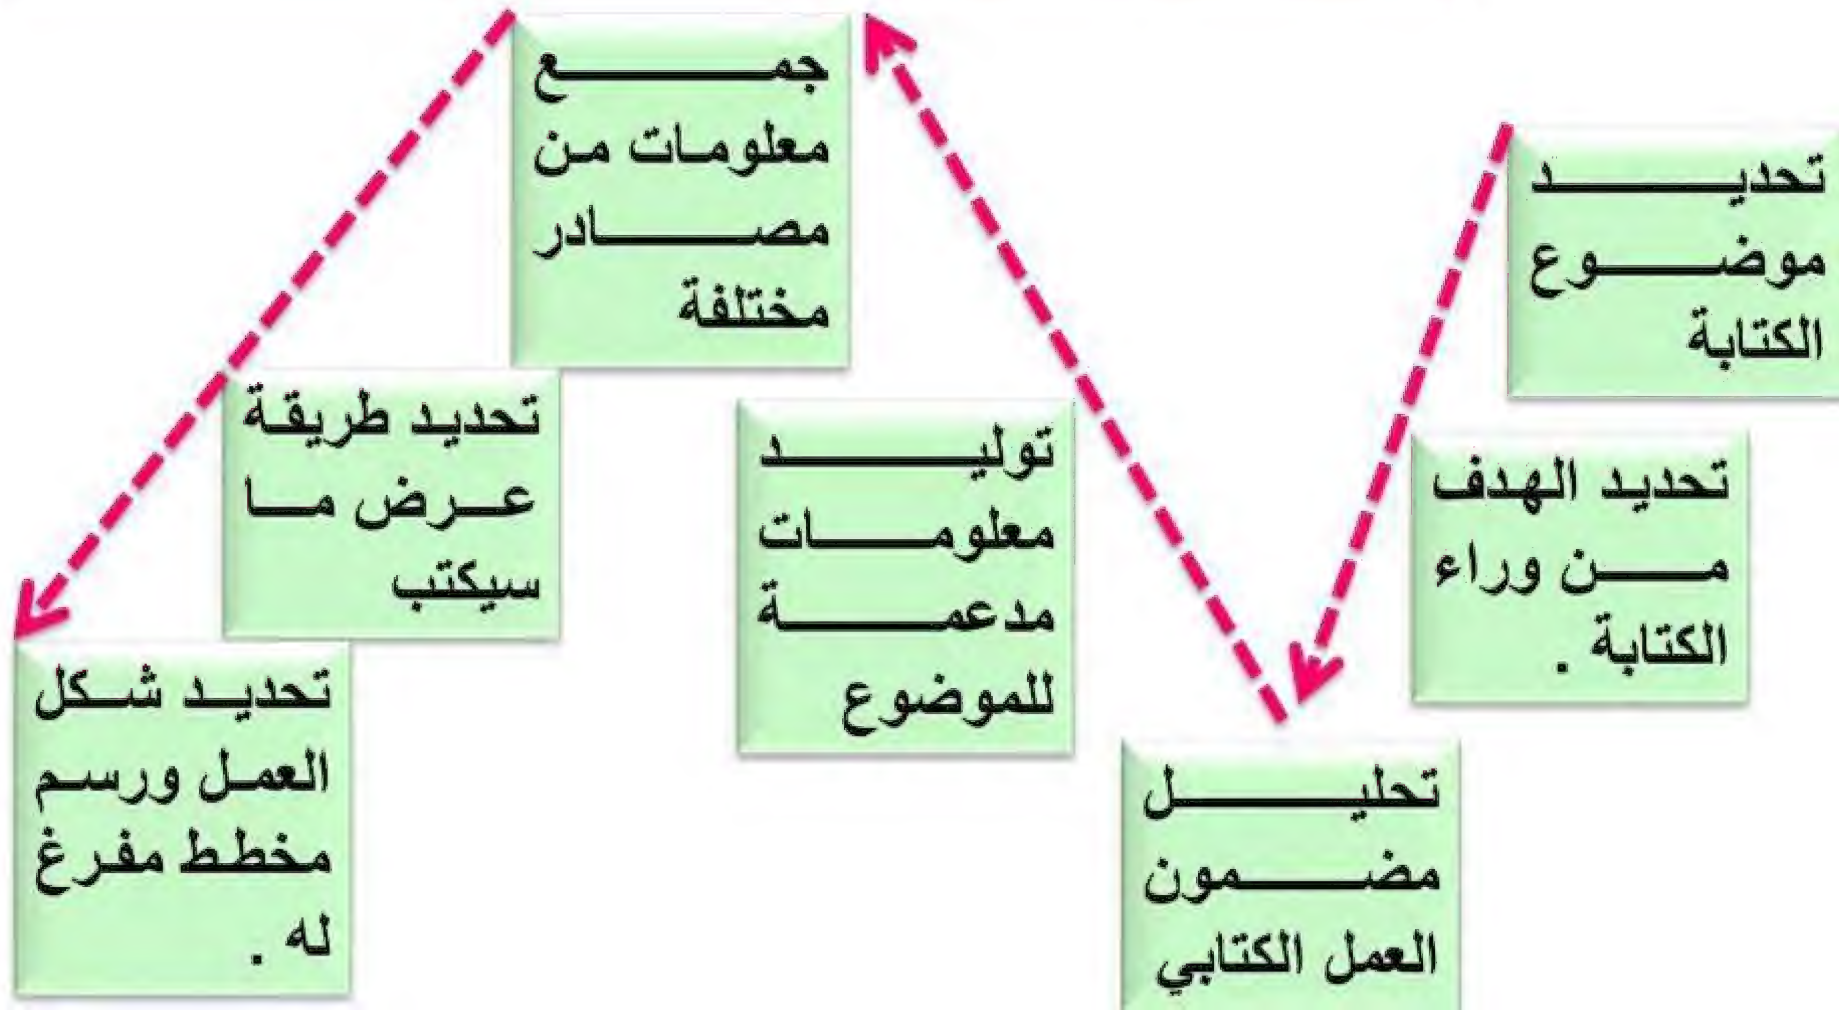 تحديد
موضوع
الكتابة
تحديد الهدف
من وراء
الكتابة .
تحليل
مضمون
العمل الكتابي
توليد
معلومات
مدعمة
للموضوع
جمع
معلومات من
مصادر
مختلفة
تحديد طريقة
عرض ما
سيكتب
تحديد شكل
العمل ورسم
مخطط مفرغ
له .